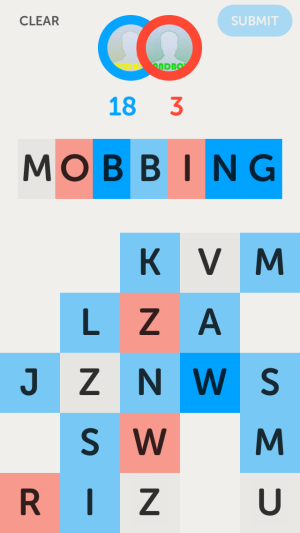 CLEAR SUBMIT
18 3
MOBBING
K V M
L Z A
J Z N W S
S W M
R I Z U